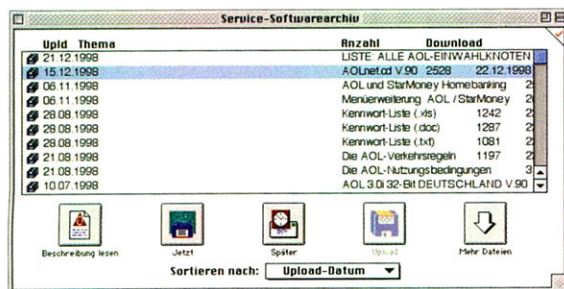 Service-Softwarearchiv
Upld Thema Anzahl Download
21.12.1998 LISTE: ALLE AOL-EINWAHLKNOTEN
15.12.1998 AOLnet.ccl V.90 2528 22.12.1998
06.11.1998 AOL und StarMoney Homebanking 2
06.11.1998 Menüerweiterung AOL / StarMoney 2
28.08.1998 Kennwort-Liste (.xls) 1242 2
28.08.1998 Kennwort-Liste (.doc) 1287 2
28.08.1998 Kennwort-Liste (.txt) 1081 2
21.08.1998 Die AOL-Verkehrsregeln 1197 2
21.08.1998 Die AOL-Nutzungsbedingungen 3
10.07.1998 AOL 3.0i 32-Bit DEUTSCHLAND V.90
Beschreibung lesen Jetzt Später Upload Mehr Dateien
Sortieren nach: Upload-Datum